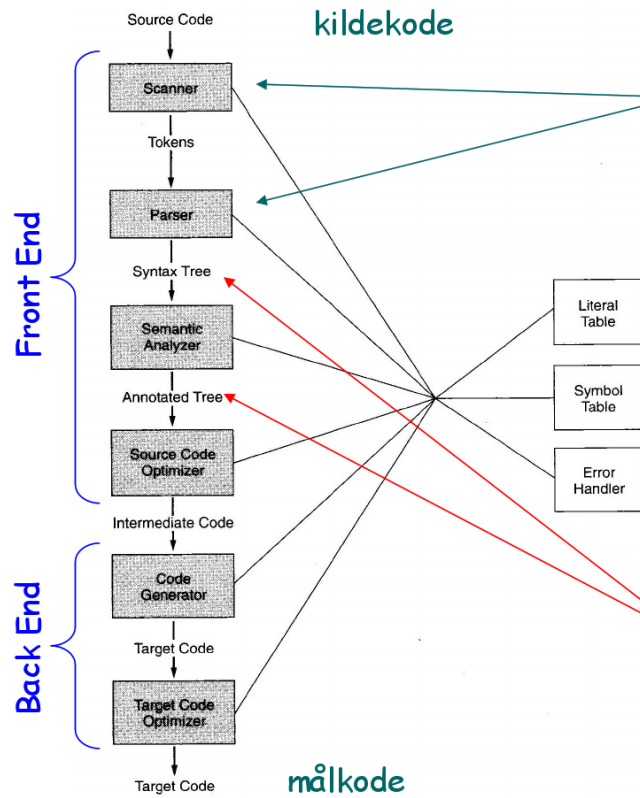 Source Code
kildekode
Scanner
Tokens
Parser
Syntax Tree
Semantic
Analyzer
Annotated Tree
Source Code
Optimizer
Intermediate Code
Code
Generator
Target Code
Target Code
Optimizer
Target Code
målkode
Front End
Back End
Literal
Table
Symbol
Table
Error
Handler